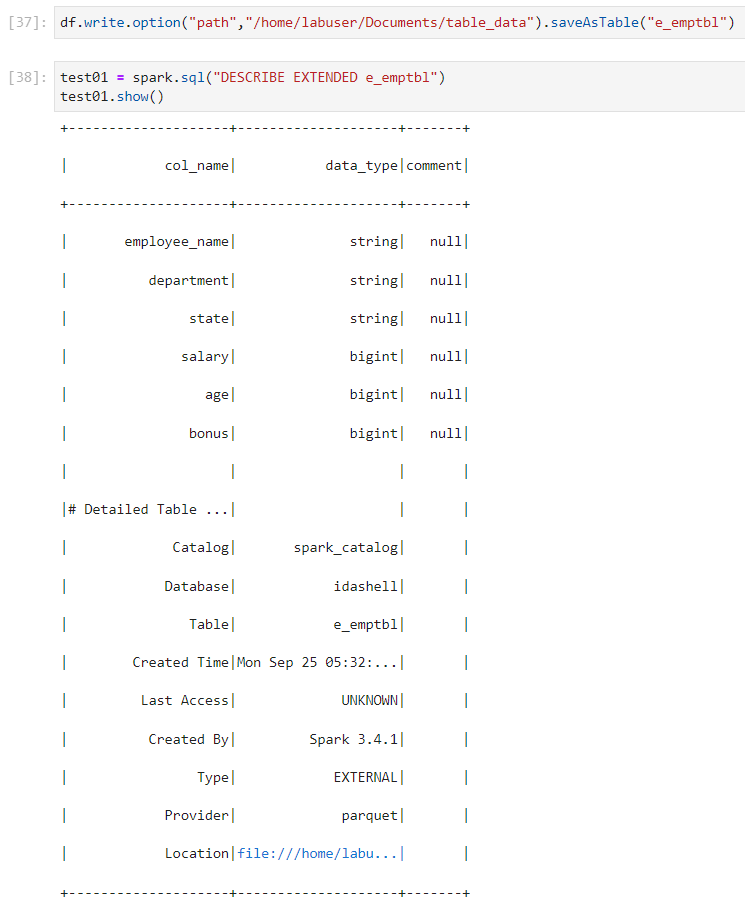 [37]: df.write.option("path","/home/labuser/Documents/table_data").saveAsTable("e_emptbl")
[38]: test01 = spark.sql("DESCRIBE EXTENDED e_emptbl")
test01.show()
+--------------------+--------------------+-------+
|            col_name|           data_type|comment|
+--------------------+--------------------+-------+
|       employee_name|              string|   null|
|          department|              string|   null|
|               state|              string|   null|
|              salary|              bigint|   null|
|                 age|              bigint|   null|
|               bonus|              bigint|   null|
|                    |                    |       |
|# Detailed Table ...|                    |       |
|             Catalog|       spark_catalog|       |
|            Database|            idashell|       |
|               Table|            e_emptbl|       |
|        Created Time|Mon Sep 25 05:32:...|       |
|         Last Access|             UNKNOWN|       |
|          Created By|         Spark 3.4.1|       |
|                Type|            EXTERNAL|       |
|            Provider|             parquet|       |
|            Location|file:///home/labu...|       |
+--------------------+--------------------+-------+